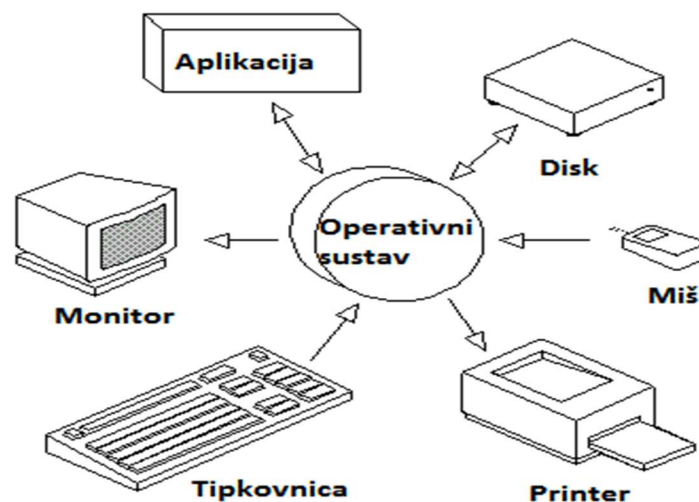 Aplikacija
Disk
Operativni
sustav
Miš
Monitor
Tipkovnica
Printer